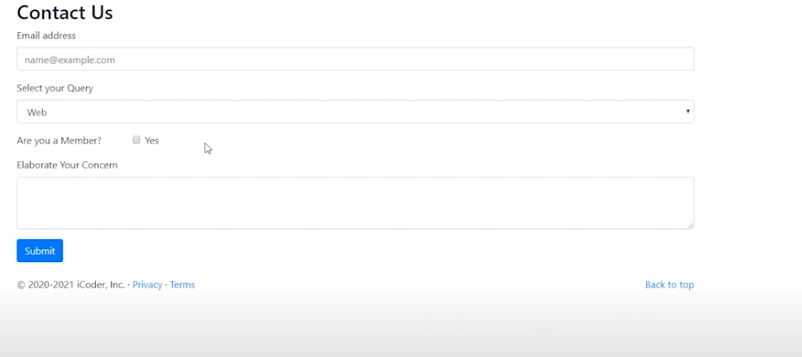 Contact Us
Email address
name@example.com
Select your Query
Web
Are you a Member? Yes
Elaborate Your Concern
Submit
© 2020-2021 iCoder, Inc. · Privacy · Terms Back to top